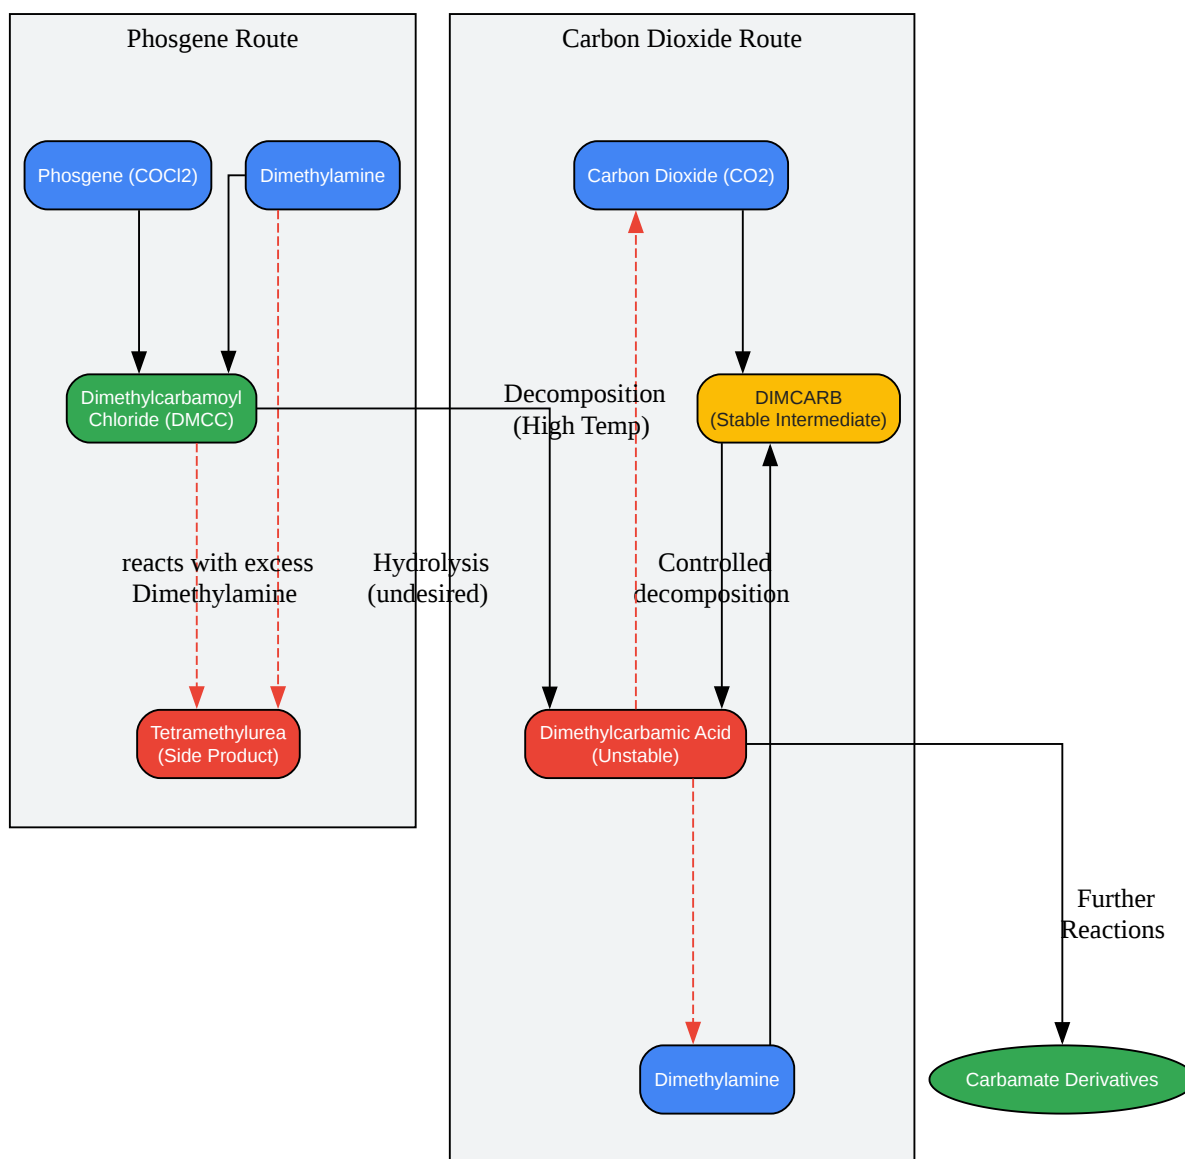 Phosgene Route
Carbon Dioxide Route
Phosgene (COCl2)
Dimethylamine
Carbon Dioxide (CO2)
Dimethylcarbamoyl
Chloride (DMCC)
Decomposition
(High Temp)
DIMCARB
(Stable Intermediate)
reacts with excess
Dimethylamine
Hydrolysis
(undesired)
Controlled
decomposition
Tetramethylurea
(Side Product)
Dimethylcarbamic Acid
(Unstable)
Further
Reactions
Dimethylamine
Carbamate Derivatives